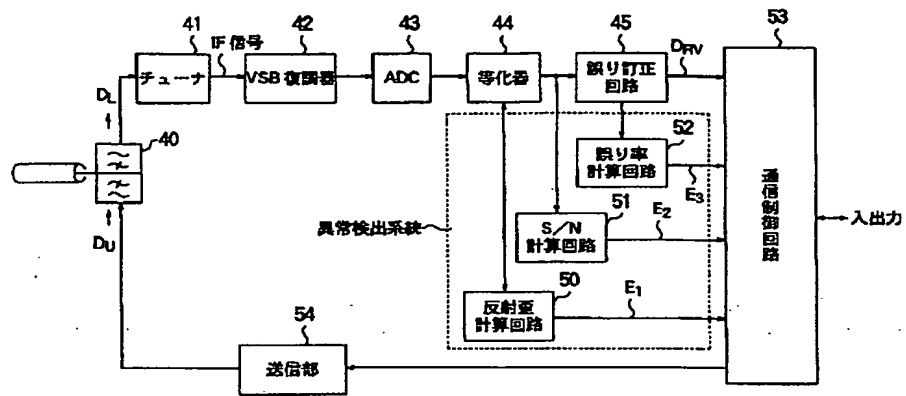 41
42
43
44
45
53
IF 信号
DRV
チューナ
VSB 復調器
ADC
等化器
誤り訂正
回路
DL
40
52
誤り率
計算回路
E3
通信制御回路
入出力
異常検出系統
51
S/N
計算回路
E2
DU
50
反射歪
計算回路
E1
54
送信部